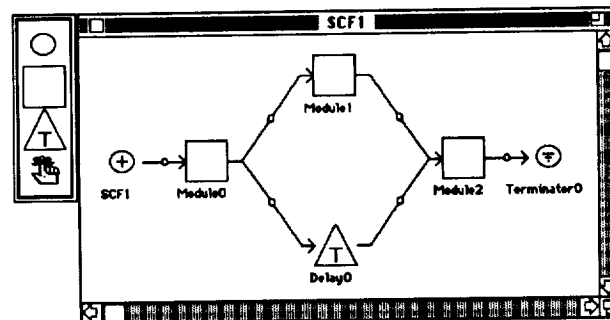 SCF1
T
Module1
SCF1
Module0
Module2
Terminator0
T
Delay0